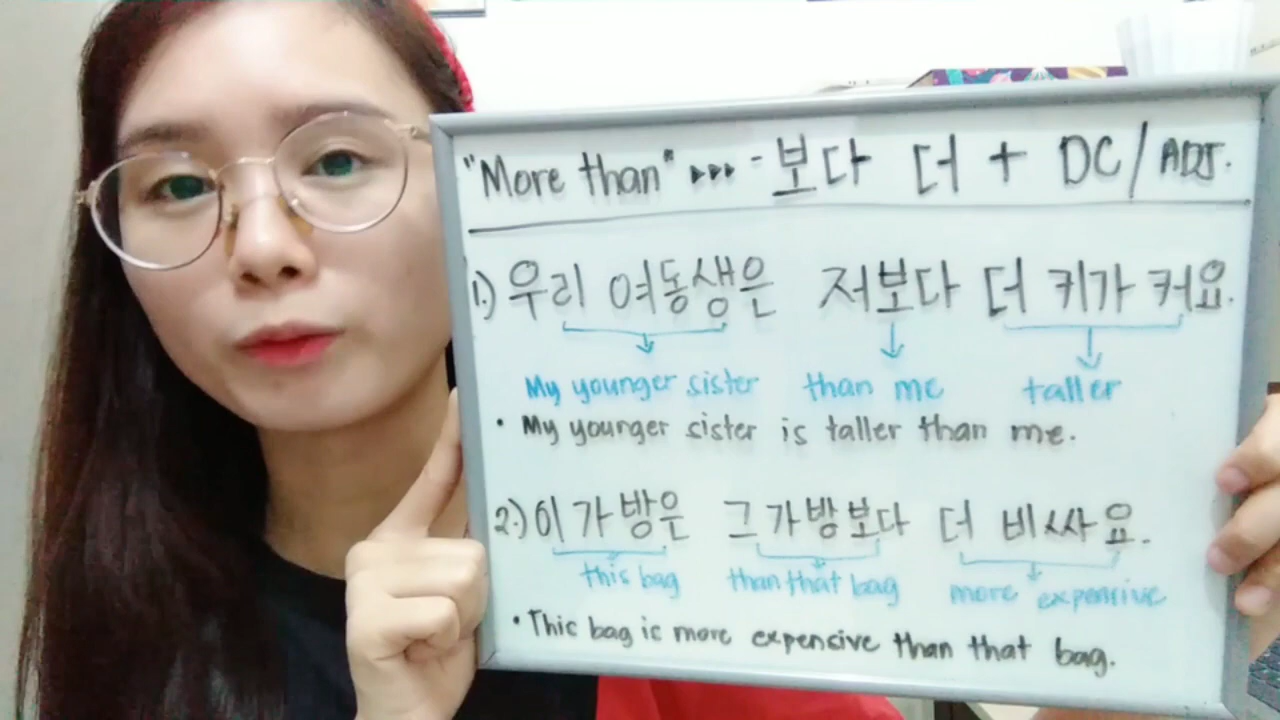 "More than" ▸▸▸ -보다 더 + DC/ADJ.
1.) 우리 여동생은 저보다 더 키가 커요.
My younger sister than me taller
• My younger sister is taller than me.
2.) 이 가방은 그 가방보다 더 비싸요.
this bag than that bag more expensive
• This bag is more expensive than that bag.